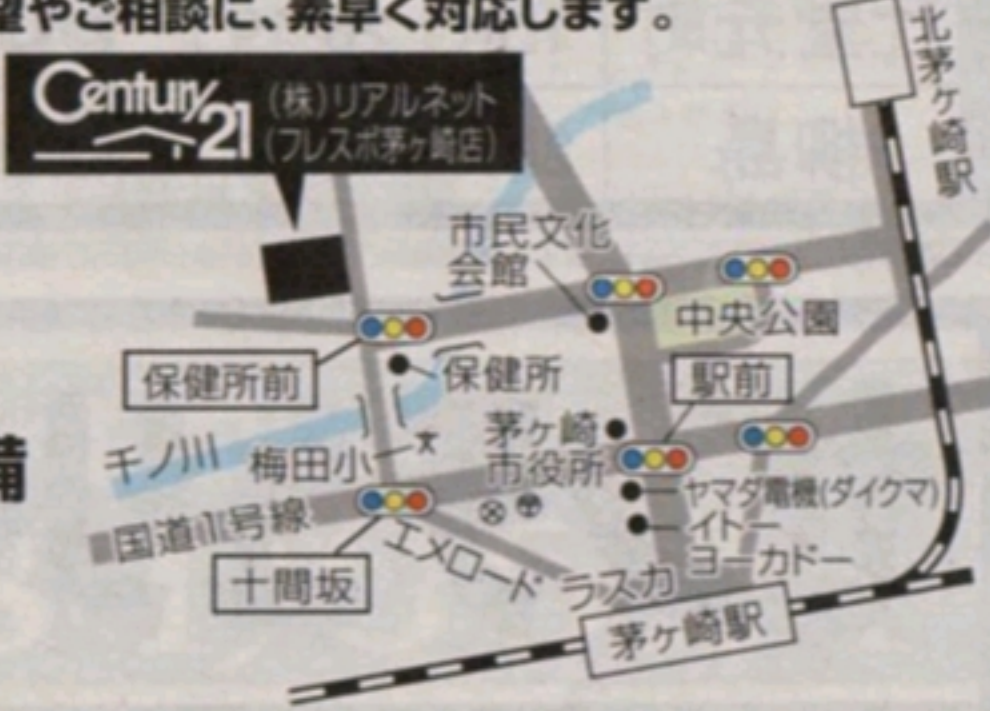 望やご相談に、素早く対応します。
Century 21
(株)リアルネット
(フレスポ茅ヶ崎店)
北茅ヶ崎駅
市民文化
会館
中央公園
保健所前
保健所
駅前
千ノ川
梅田小
茅ヶ崎
市役所
ヤマダ電機(ダイクマ)
国道1号線
イトー
ヨーカドー
エメロード
ラスカ
十間坂
茅ヶ崎駅